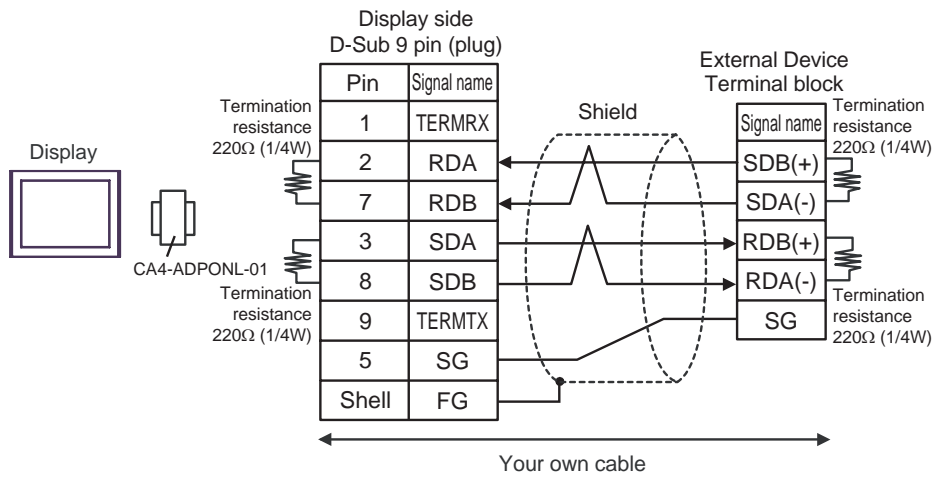 Display side
D-Sub 9 pin (plug)
External Device
Terminal block
Display
CA4-ADPONL-01
Termination
resistance
220Ω (1/4W)
Termination
resistance
220Ω (1/4W)
Pin Signal name
1 TERMRX
2 RDA
7 RDB
3 SDA
8 SDB
9 TERMTX
5 SG
Shell FG
Shield
Signal name
SDB(+)
SDA(-)
RDB(+)
RDA(-)
SG
Termination
resistance
220Ω (1/4W)
Termination
resistance
220Ω (1/4W)
Your own cable